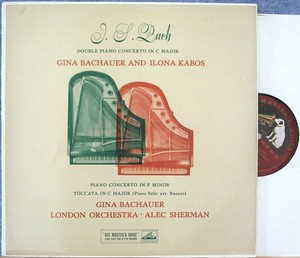 J. S. Bach
DOUBLE PIANO CONCERTO IN C MAJOR
GINA BACHAUER AND ILONA KABOS
PIANO CONCERTO IN F MINOR
TOCCATA IN C MAJOR (Piano Solo; arr. Busoni)
GINA BACHAUER
LONDON ORCHESTRA · ALEC SHERMAN
"HIS MASTER'S VOICE"